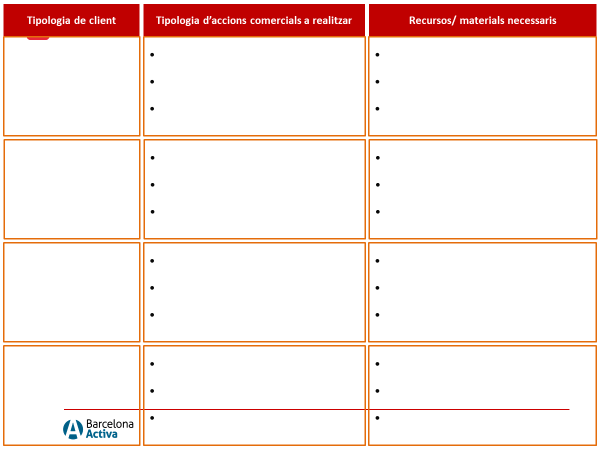 Tipologia de client
Tipologia d'accions comercials a realitzar
Recursos/ materials necessaris
Barcelona
Activa